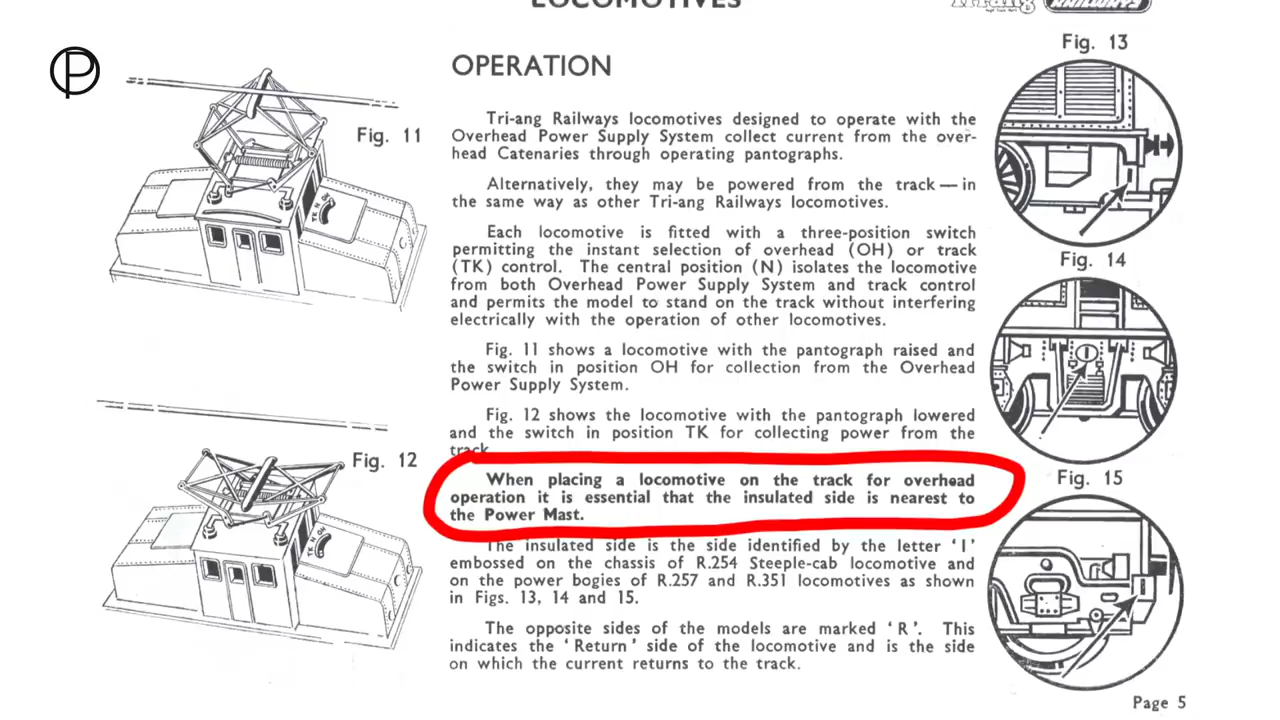 LOCOMOTIVES
Tri-ang RAILWAYS
OPERATION
Tri-ang Railways locomotives designed to operate with the
Overhead Power Supply System collect current from the over-
head Catenaries through operating pantographs.
Alternatively, they may be powered from the track — in
the same way as other Tri-ang Railways locomotives.
Each locomotive is fitted with a three-position switch
permitting the instant selection of overhead (OH) or track
(TK) control. The central position (N) isolates the locomotive
from both Overhead Power Supply System and track control
and permits the model to stand on the track without interfering
electrically with the operation of other locomotives.
Fig. 11 shows a locomotive with the pantograph raised and
the switch in position OH for collection from the Overhead
Power Supply System.
Fig. 12 shows the locomotive with the pantograph lowered
and the switch in position TK for collecting power from the
track.
When placing a locomotive on the track for overhead
operation it is essential that the insulated side is nearest to
the Power Mast.
The insulated side is the side identified by the letter ‘I’
embossed on the chassis of R.254 Steeple-cab locomotive and
on the power bogies of R.257 and R.351 locomotives as shown
in Figs. 13, 14 and 15.
The opposite sides of the models are marked ‘R’. This
indicates the ‘Return’ side of the locomotive and is the side
on which the current returns to the track.
Fig. 11
TK N OH
Fig. 12
TK N OH
Fig. 13
Fig. 14
Fig. 15
Page 5